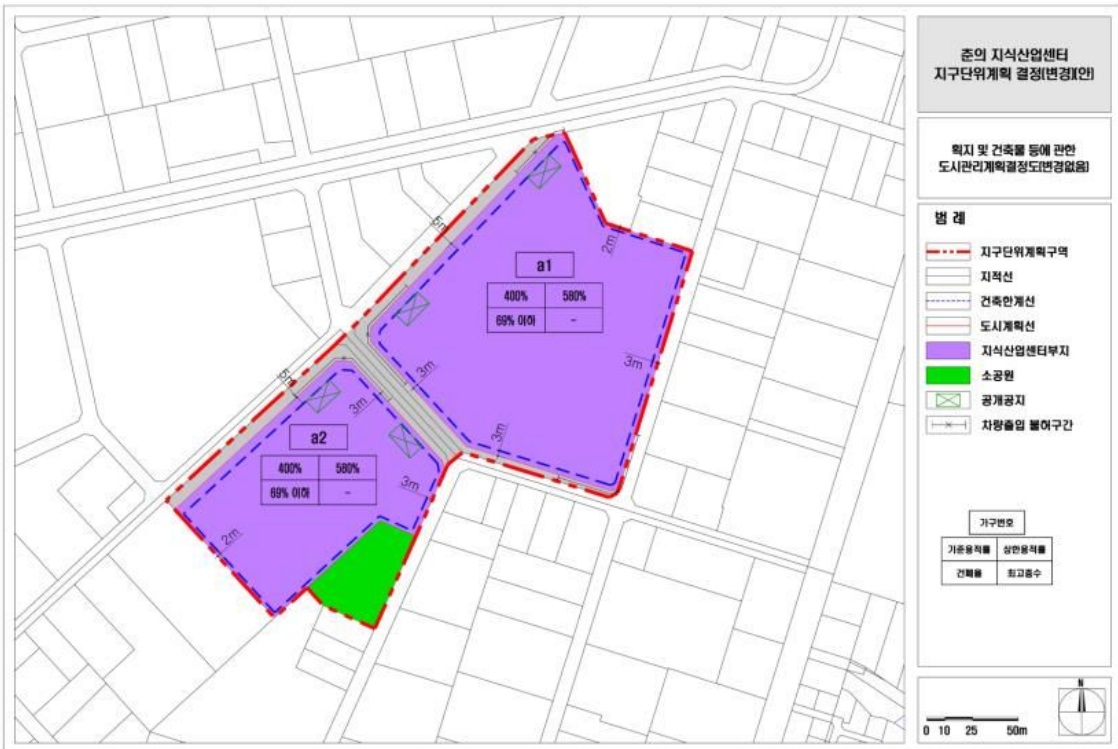 춘의 지식산업센터
지구단위계획 결정(변경)(안)
획지 및 건축물 등에 관한
도시관리계획결정도(변경없음)
범 례
지구단위계획구역
지적선
건축한계선
도시계획선
지식산업센터부지
소공원
공개공지
차량출입 불허구간
가구번호
기준용적률 상한용적률
건폐율 최고층수
0 10 25 50m
N
5m
2m
a1
400% 580%
69% 이하 -
3m
3m
3m
5m
3m
a2
400% 580%
69% 이하 -
3m
2m